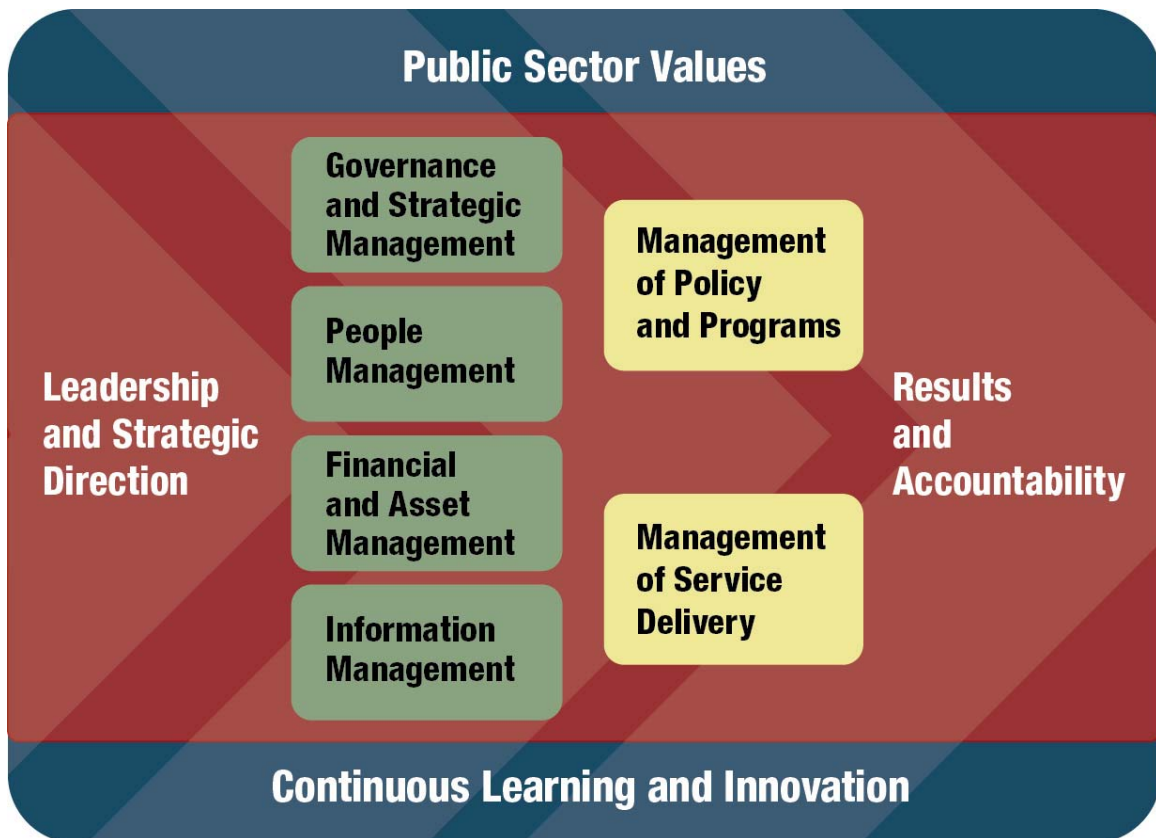 Public Sector Values
Leadership
and Strategic
Direction
Governance
and Strategic
Management
People
Management
Financial
and Asset
Management
Information
Management
Management
of Policy
and Programs
Management
of Service
Delivery
Results
and
Accountability
Continuous Learning and Innovation